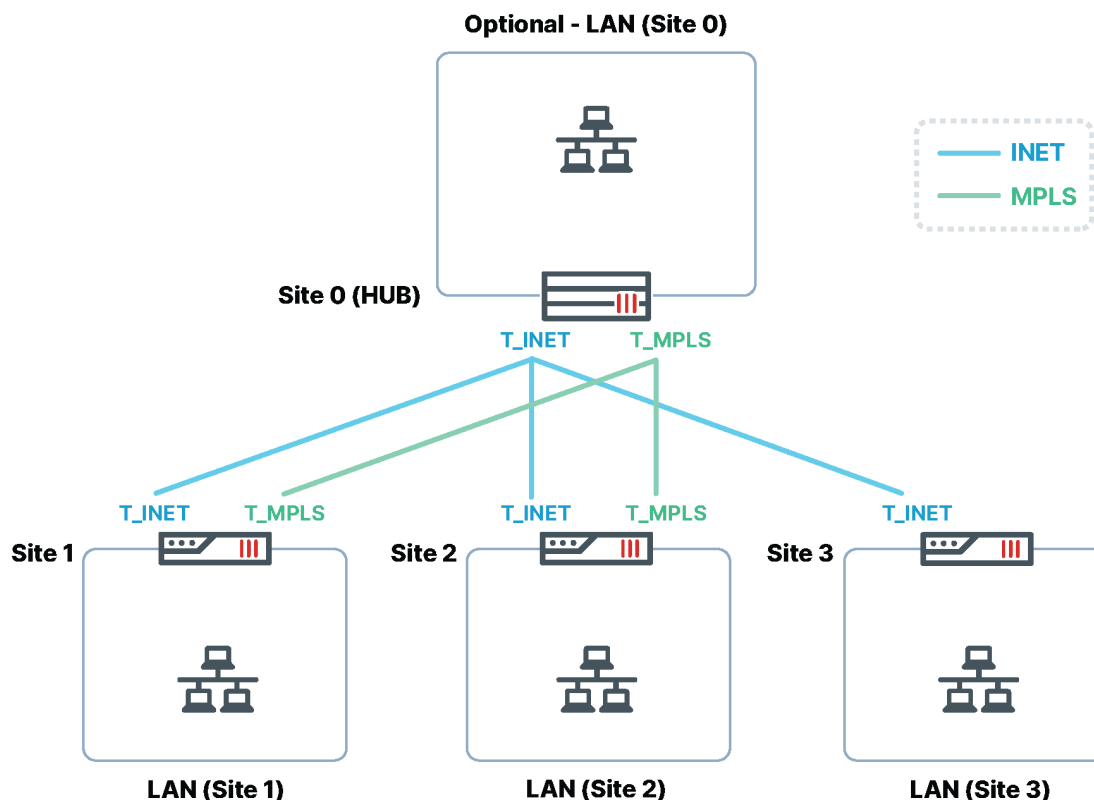 Optional - LAN (Site 0)
INET
MPLS
Site 0 (HUB)
T_INET T_MPLS
T_INET T_MPLS T_INET T_MPLS T_INET
Site 1 Site 2 Site 3
LAN (Site 1) LAN (Site 2) LAN (Site 3)